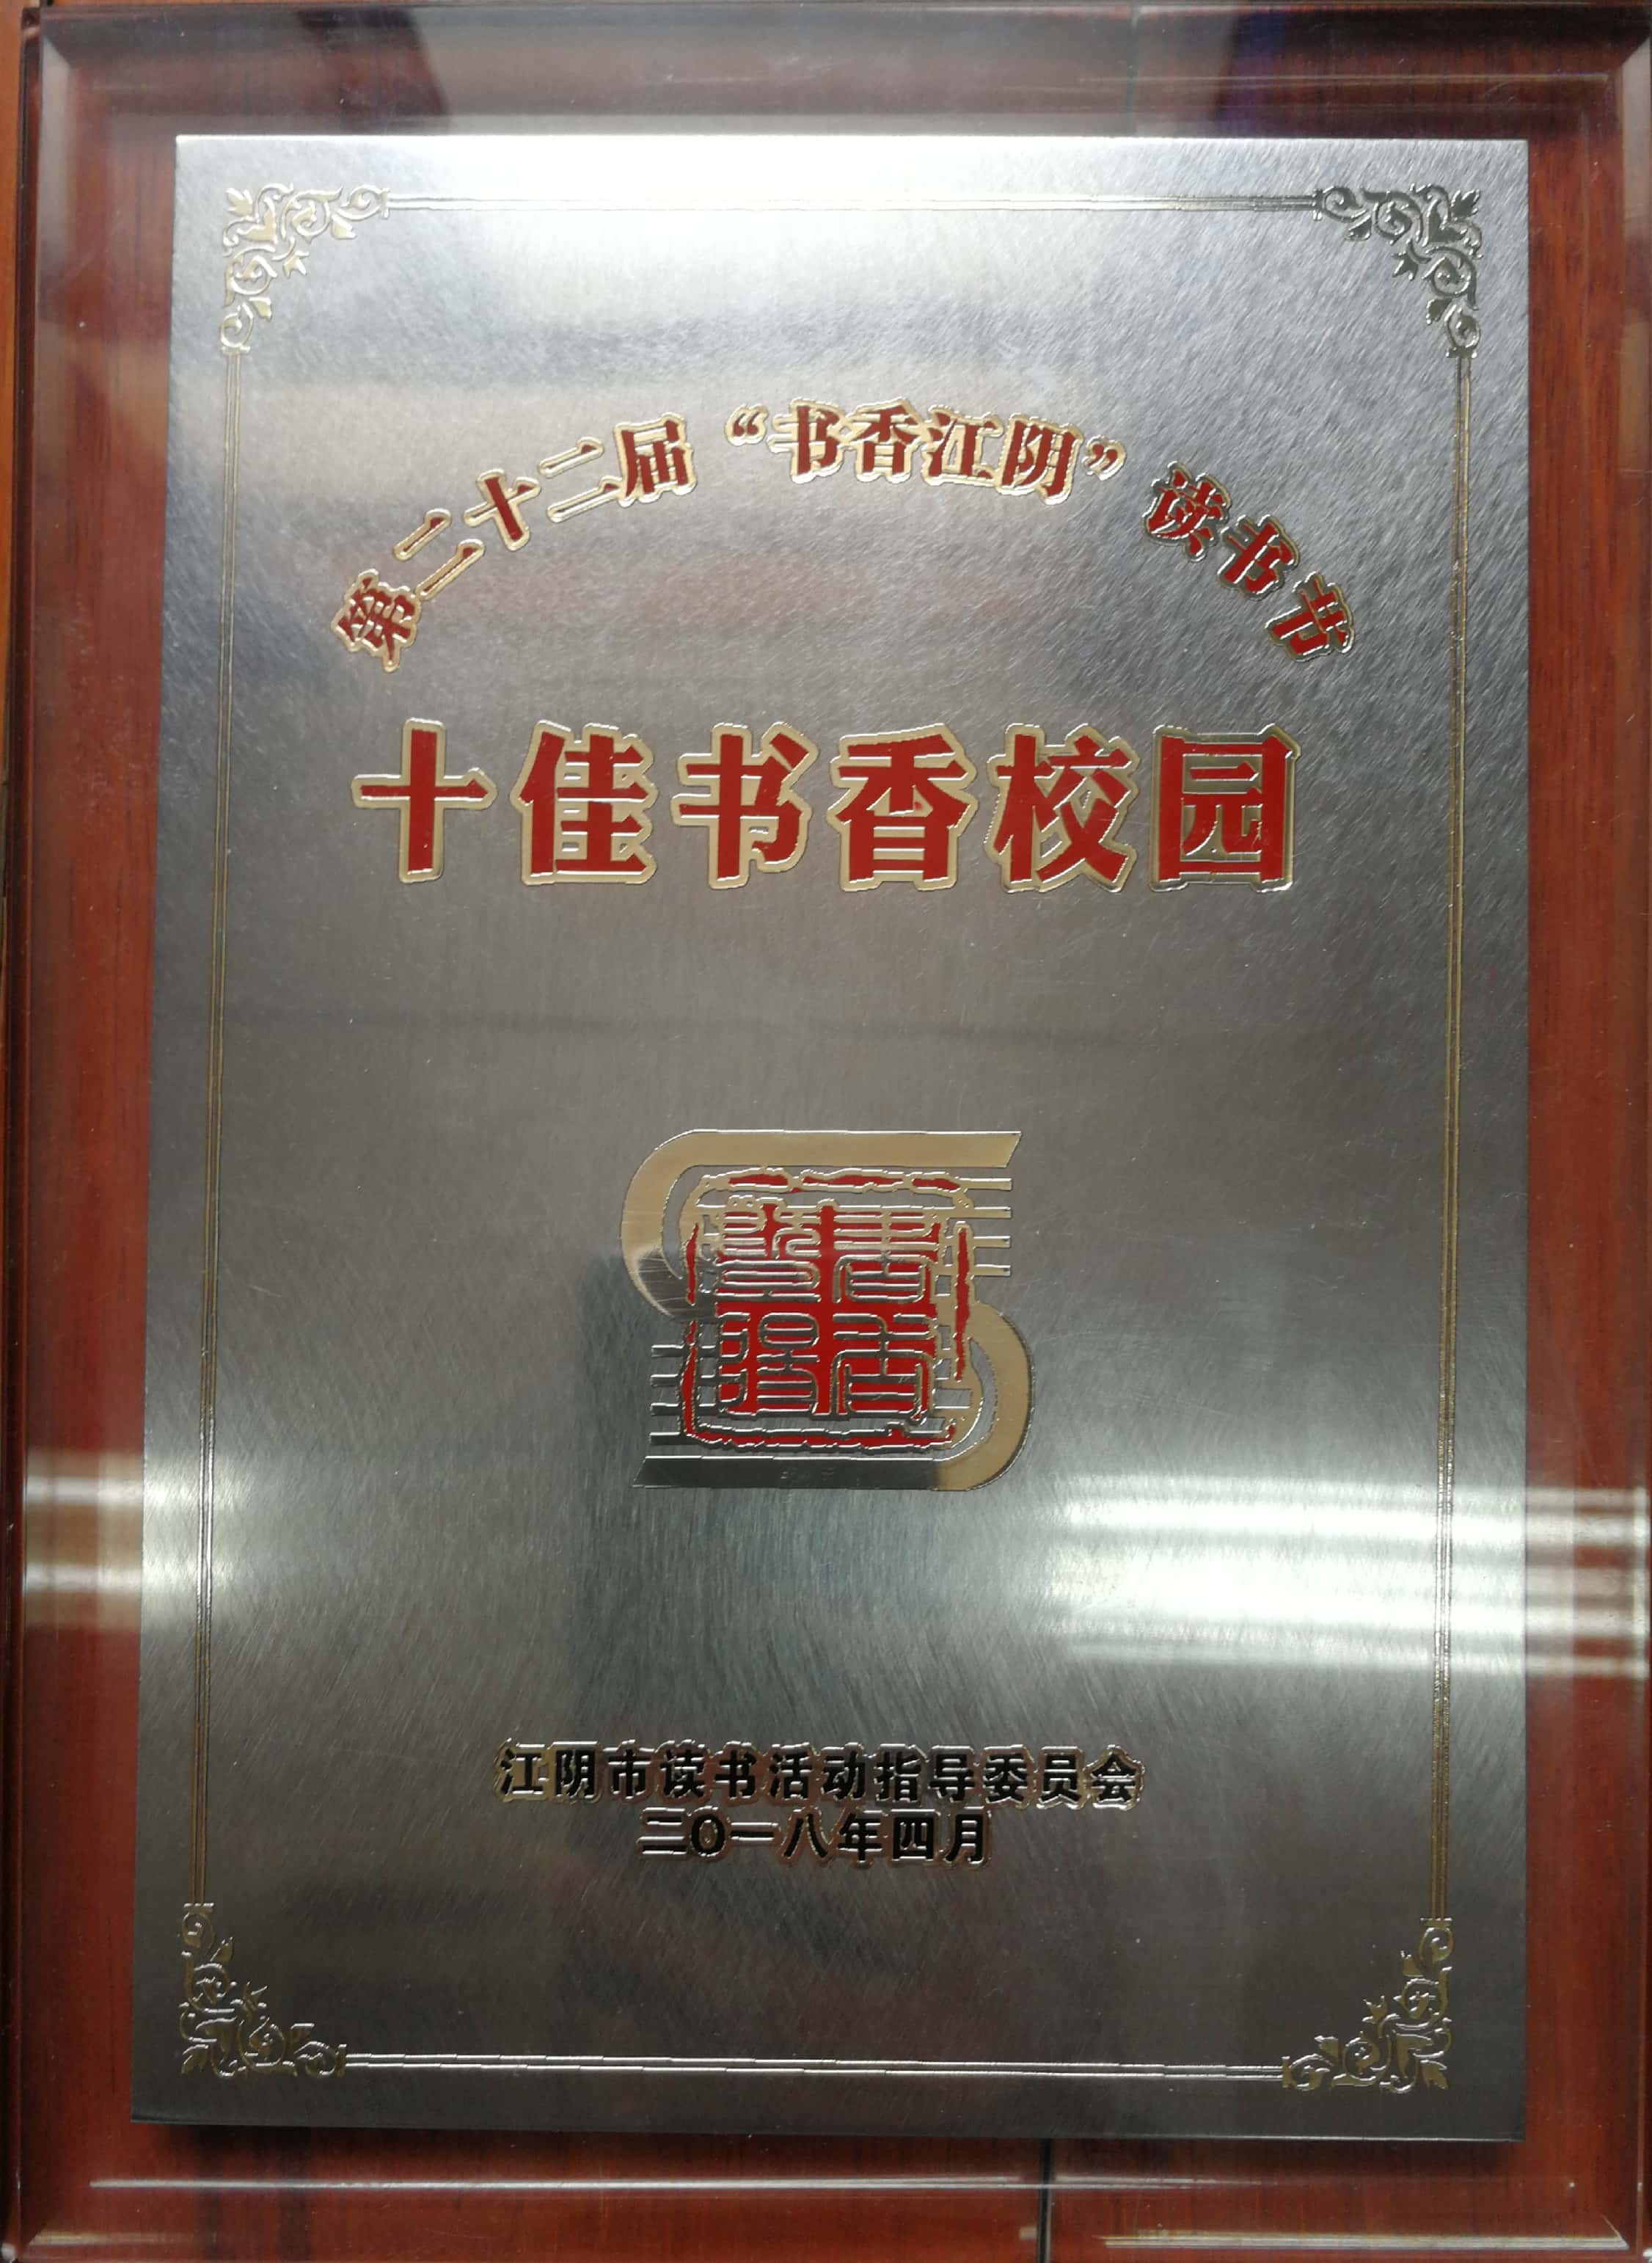 第二十二届“书香江阴”读书节
十佳书香校园
江阴市读书活动指导委员会
二〇一八年四月